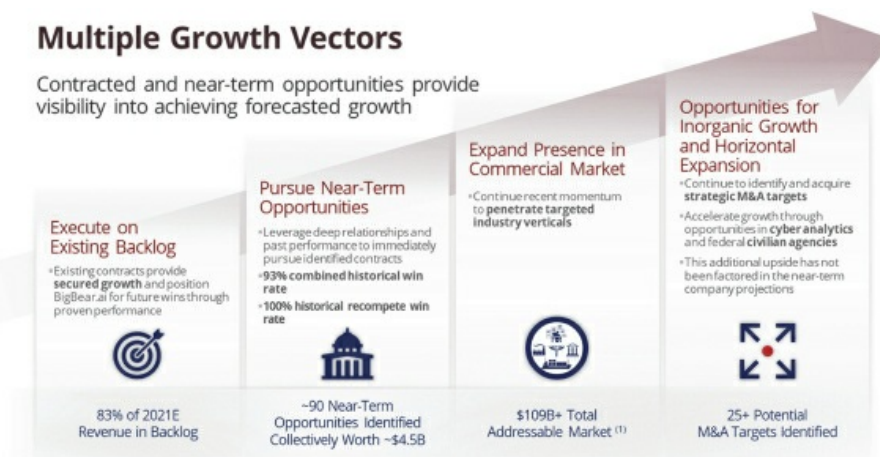 Multiple Growth Vectors
Contracted and near-term opportunities provide
visibility into achieving forecasted growth
Execute on
Existing Backlog
▪Existing contracts provide
secured growth and position
BigBear.ai for future wins through
proven performance
83% of 2021E
Revenue in Backlog
Pursue Near-Term
Opportunities
▪Leverage deep relationships and
past performance to immediately
pursue identified contracts
▪93% combined historical win
rate
▪100% historical recompete win
rate
~90 Near-Term
Opportunities Identified
Collectively Worth ~$4.5B
Expand Presence in
Commercial Market
▪Continue recent momentum
to penetrate targeted
industry verticals
$109B+ Total
Addressable Market (1)
Opportunities for
Inorganic Growth
and Horizontal
Expansion
▪Continue to identify and acquire
strategic M&A targets
▪Accelerate growth through
opportunities in cyber analytics
and federal civilian agencies
▪This additional upside has not
been factored in the near-term
company projections
25+ Potential
M&A Targets Identified